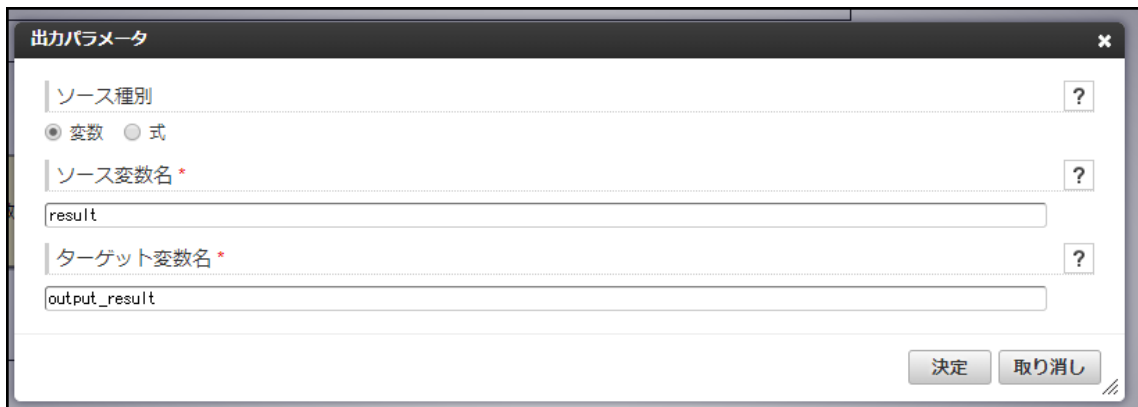 出力パラメータ
ソース種別
?
変数 式
ソース変数名 *
?
result
ターゲット変数名 *
?
output_result
決定 取り消し